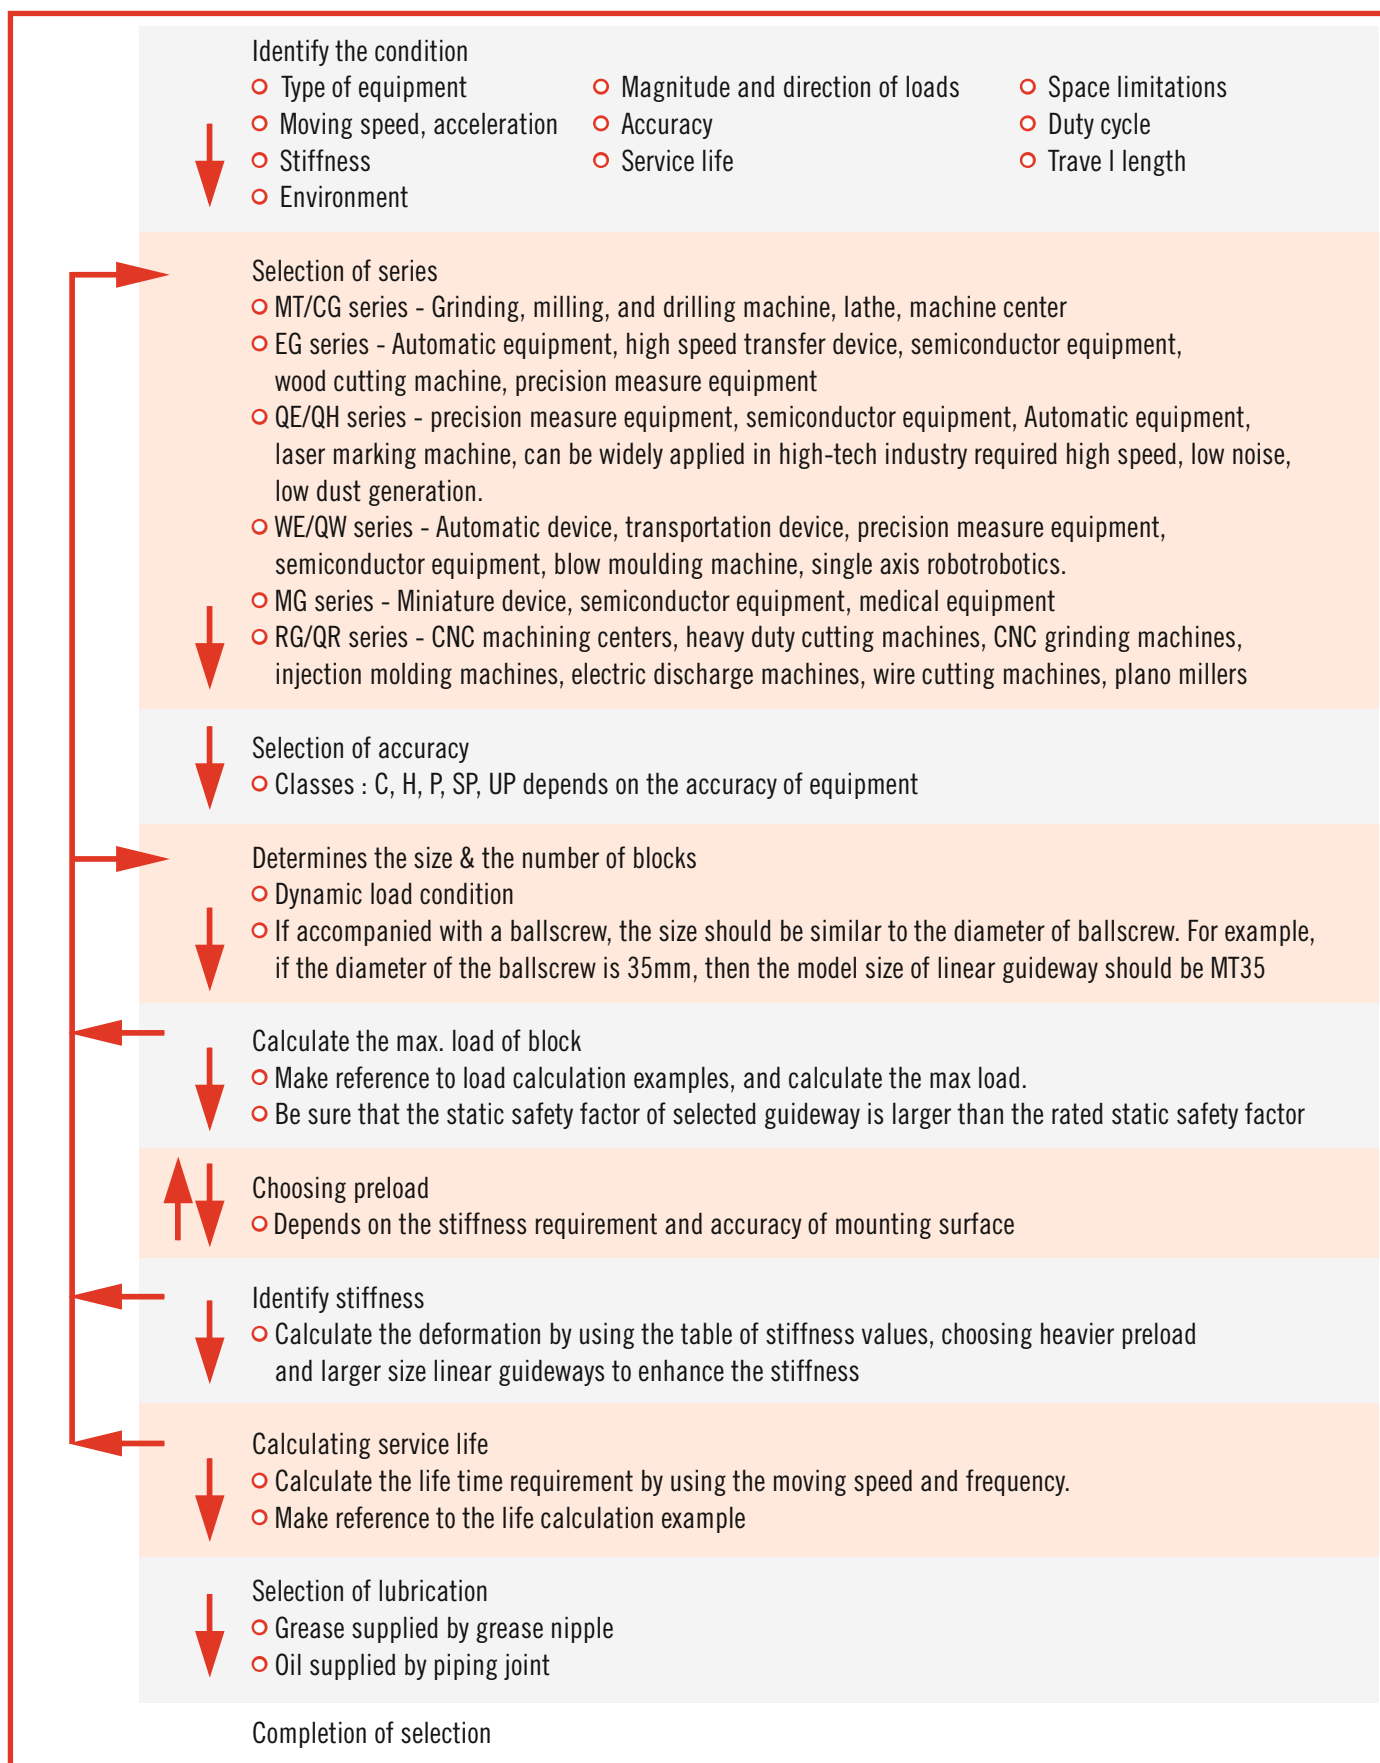 Identify the condition
Type of equipment Magnitude and direction of loads Space limitations
Moving speed, acceleration Accuracy Duty cycle
Stiffness Service life Trave l length
Environment
Selection of series
MT/CG series - Grinding, milling, and drilling machine, lathe, machine center
EG series - Automatic equipment, high speed transfer device, semiconductor equipment,
wood cutting machine, precision measure equipment
QE/QH series - precision measure equipment, semiconductor equipment, Automatic equipment,
laser marking machine, can be widely applied in high-tech industry required high speed, low noise,
low dust generation.
WE/QW series - Automatic device, transportation device, precision measure equipment,
semiconductor equipment, blow moulding machine, single axis robotrobotics.
MG series - Miniature device, semiconductor equipment, medical equipment
RG/QR series - CNC machining centers, heavy duty cutting machines, CNC grinding machines,
injection molding machines, electric discharge machines, wire cutting machines, plano millers
Selection of accuracy
Classes : C, H, P, SP, UP depends on the accuracy of equipment
Determines the size & the number of blocks
Dynamic load condition
If accompanied with a ballscrew, the size should be similar to the diameter of ballscrew. For example,
if the diameter of the ballscrew is 35mm, then the model size of linear guideway should be MT35
Calculate the max. load of block
Make reference to load calculation examples, and calculate the max load.
Be sure that the static safety factor of selected guideway is larger than the rated static safety factor
Choosing preload
Depends on the stiffness requirement and accuracy of mounting surface
Identify stiffness
Calculate the deformation by using the table of stiffness values, choosing heavier preload
and larger size linear guideways to enhance the stiffness
Calculating service life
Calculate the life time requirement by using the moving speed and frequency.
Make reference to the life calculation example
Selection of lubrication
Grease supplied by grease nipple
Oil supplied by piping joint
Completion of selection